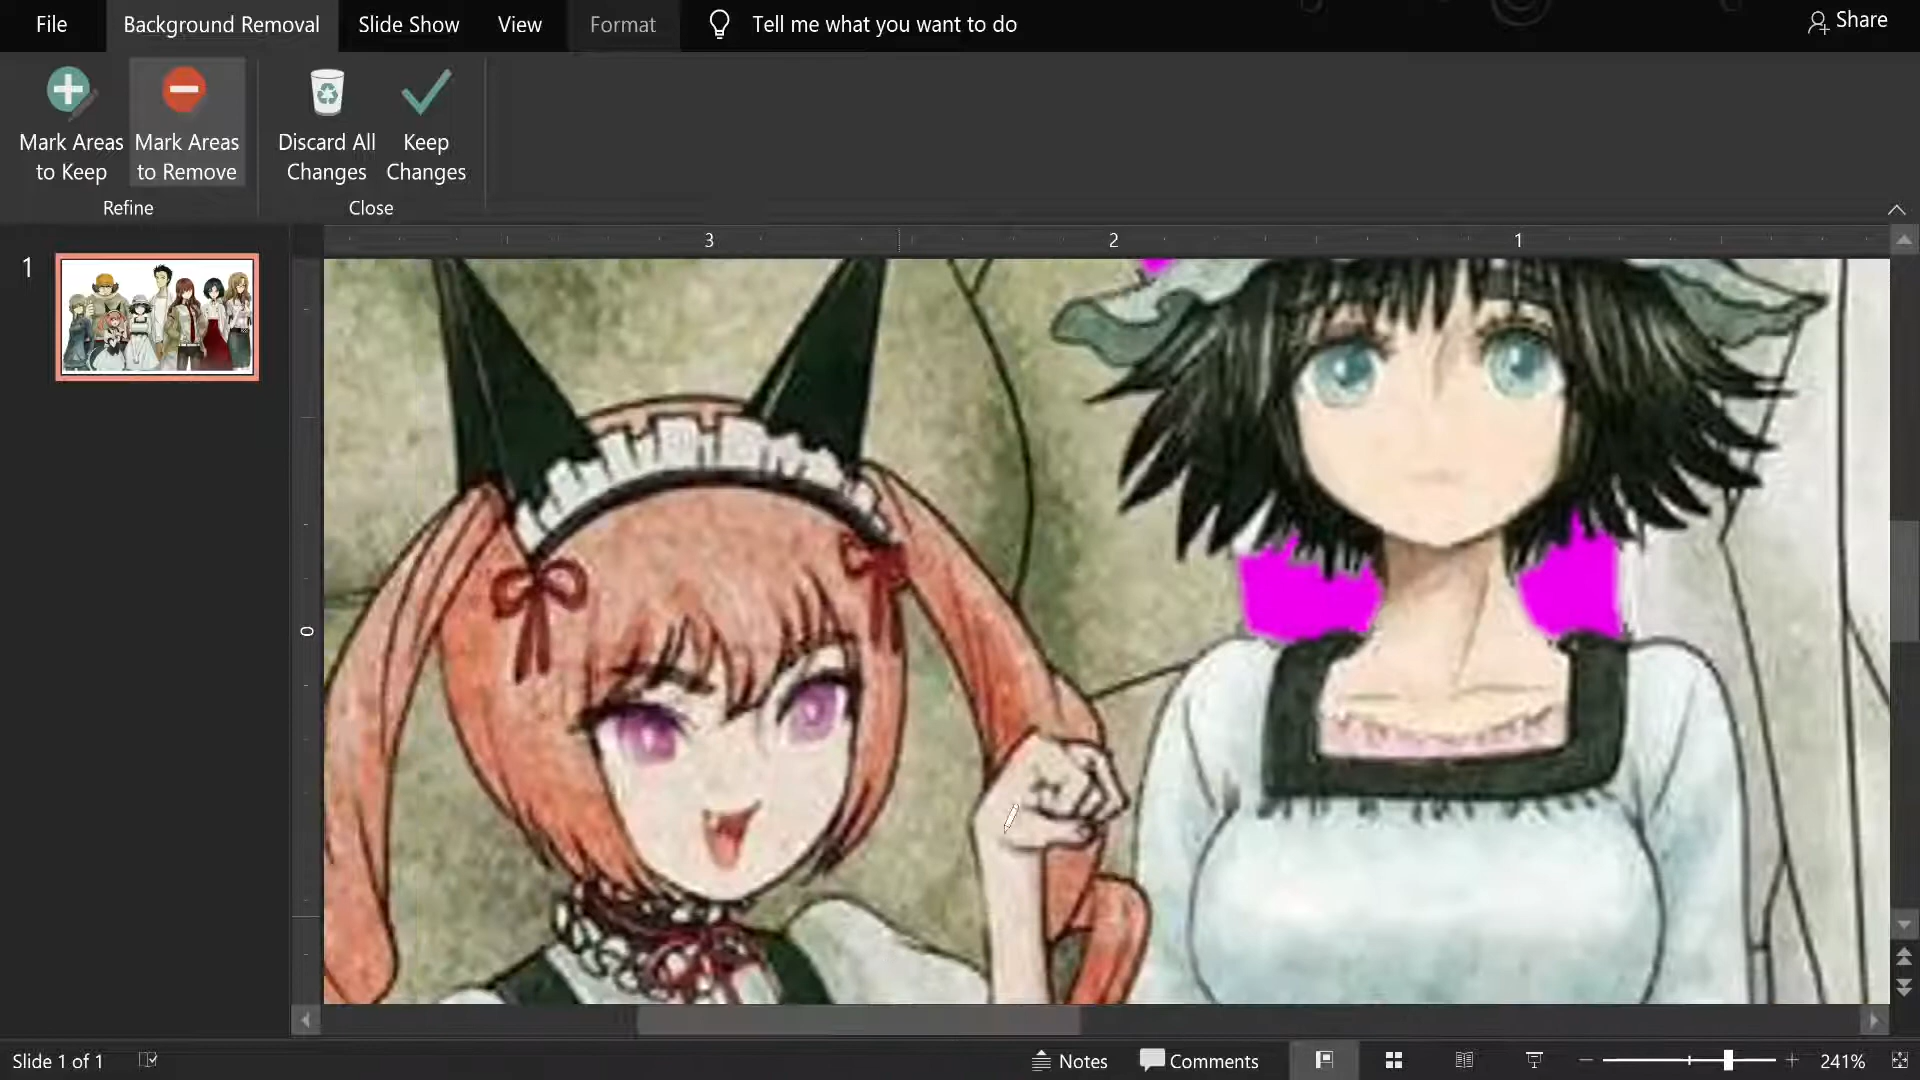 File Background Removal Slide Show View Format Tell me what you want to do Share
Mark Areas to Keep
Mark Areas to Remove
Discard All Changes
Keep Changes
Refine Close
3 2 1
1
0
Slide 1 of 1 Notes Comments 241%